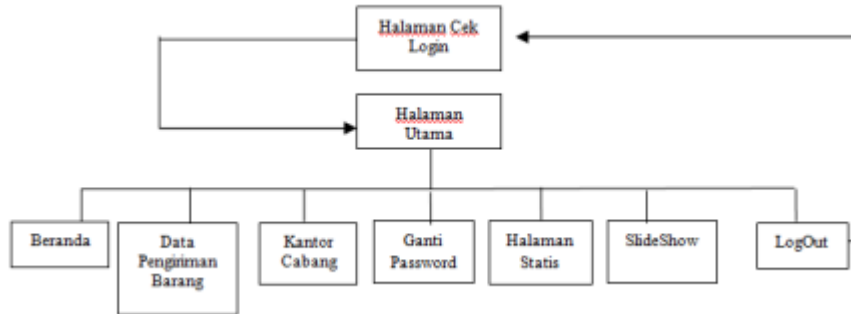 Halaman Cek
Login
Halaman
Utama
Beranda
Data
Pengiriman
Barang
Kantor
Cabang
Ganti
Password
Halaman
Statis
SlideShow
LogOut